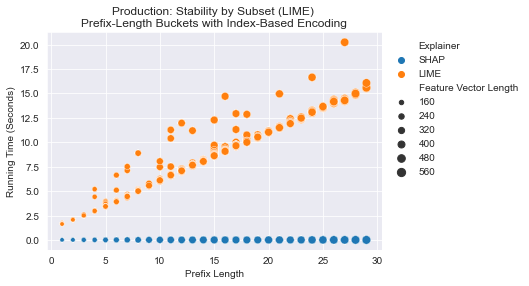 Production: Stability by Subset (LIME)
Prefix-Length Buckets with Index-Based Encoding
Running Time (Seconds)
20.0
17.5
15.0
12.5
10.0
7.5
5.0
2.5
0.0
0 5 10 15 20 25 30
Prefix Length
Explainer
SHAP
LIME
Feature Vector Length
160
240
320
400
480
560